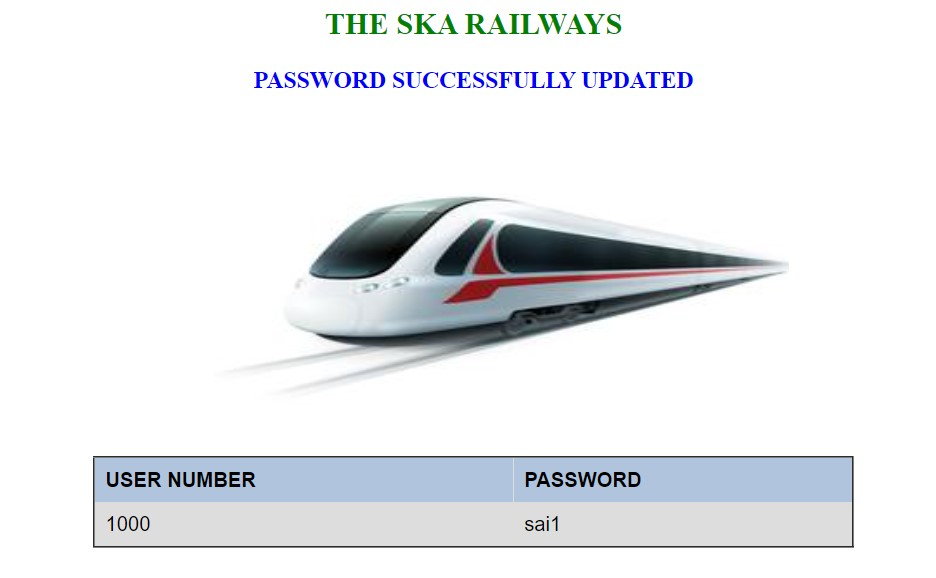 THE SKA RAILWAYS
PASSWORD SUCCESSFULLY UPDATED
USER NUMBER PASSWORD
1000 sai1